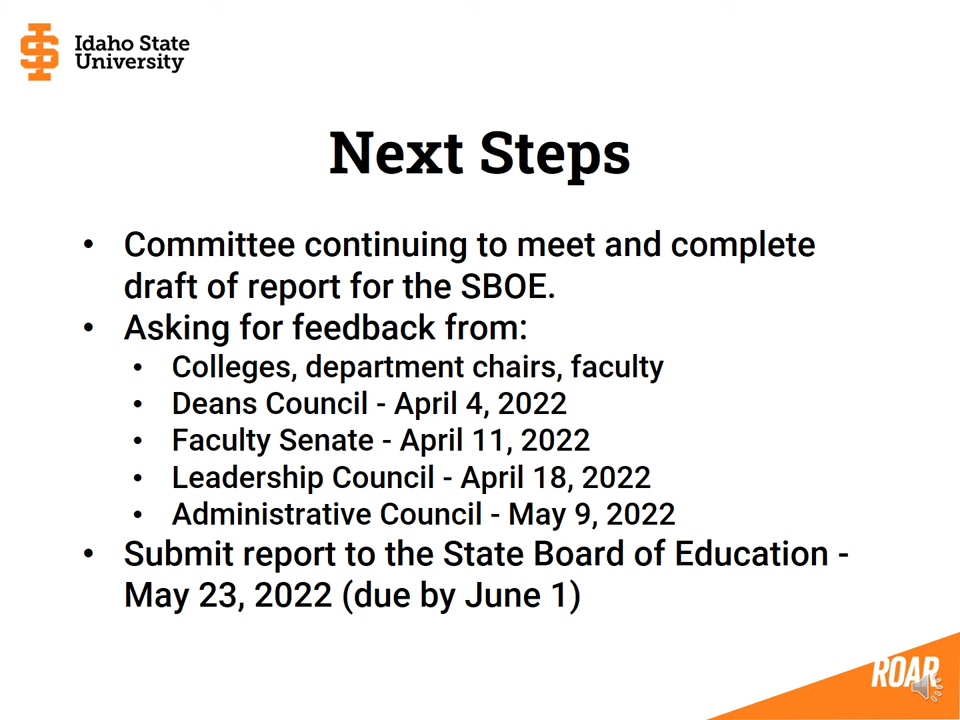 Idaho State
University
Next Steps
• Committee continuing to meet and complete
draft of report for the SBOE.
• Asking for feedback from:
• Colleges, department chairs, faculty
• Deans Council - April 4, 2022
• Faculty Senate - April 11, 2022
• Leadership Council - April 18, 2022
• Administrative Council - May 9, 2022
• Submit report to the State Board of Education -
May 23, 2022 (due by June 1)
ROAR